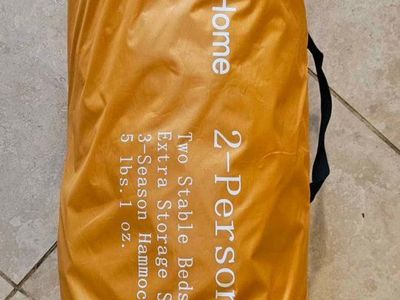 Home
2-Person
Two Stable Beds
Extra Storage S
3-Season Hammoc
5 lbs.1 oz.